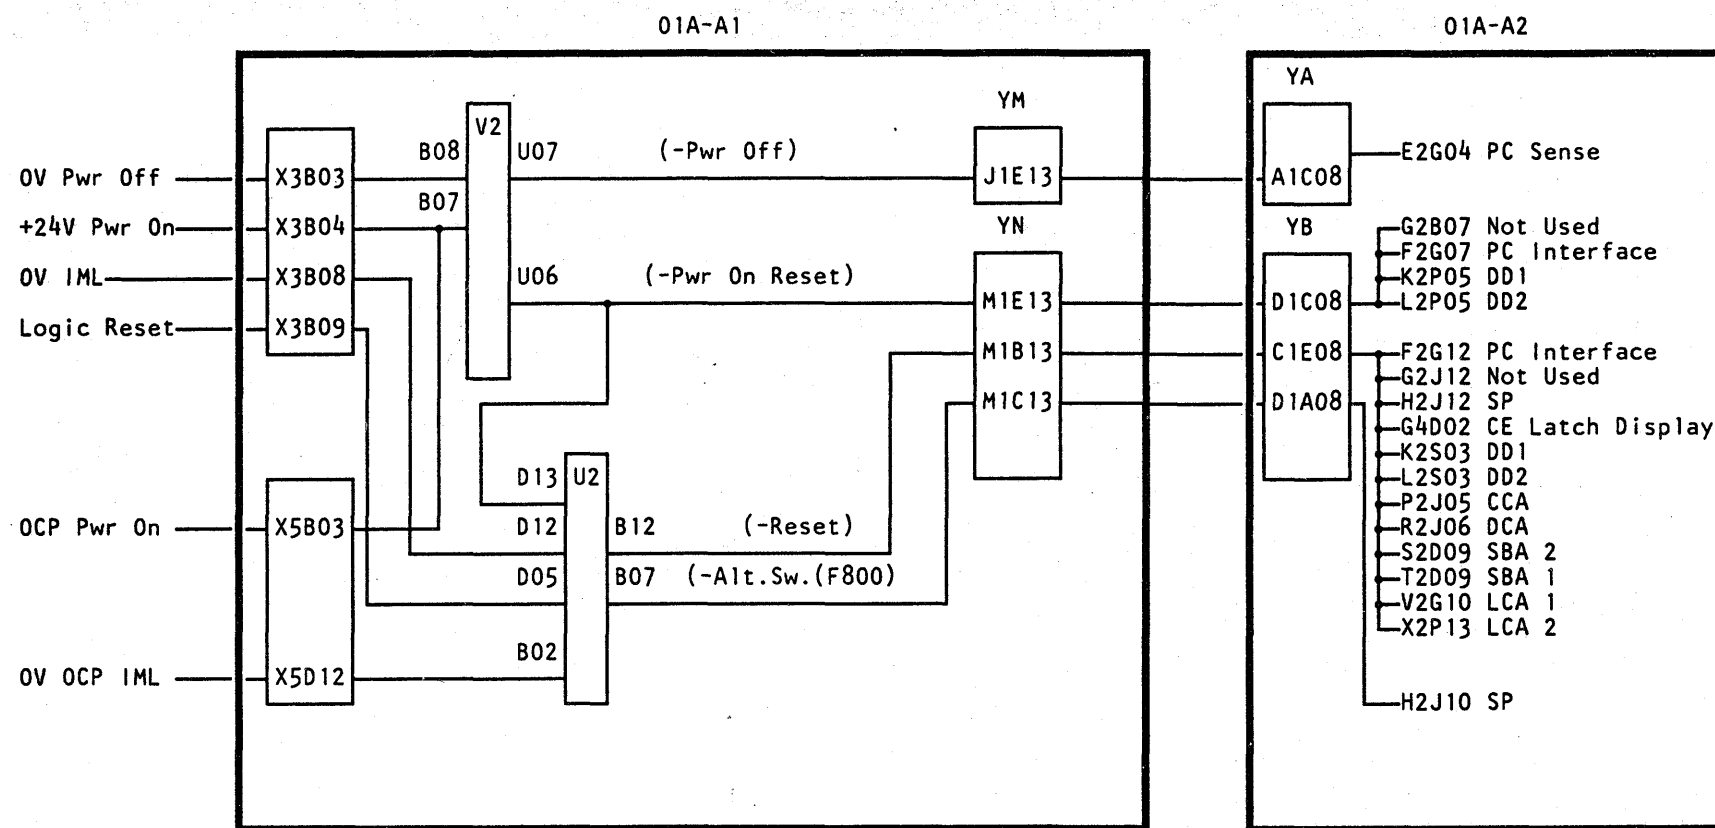 01A-A1
01A-A2
YA
YM
V2
B08
U07
(-Pwr Off)
E2G04 PC Sense
0V Pwr Off
X3B03
J1E13
A1C08
B07
+24V Pwr On
X3B04
YN
YB
G2B07 Not Used
F2G07 PC Interface
0V IML
X3B08
U06
(-Pwr On Reset)
K2P05 DD1
M1E13
D1C08
L2P05 DD2
Logic Reset
X3B09
M1B13
C1E08
F2G12 PC Interface
G2J12 Not Used
M1C13
D1A08
H2J12 SP
G4D02 CE Latch Display
K2S03 DD1
D13
U2
L2S03 DD2
P2J05 CCA
OCP Pwr On
X5B03
D12
B12
(-Reset)
R2J06 DCA
S2D09 SBA 2
D05
B07
(-Alt.Sw.(F800)
T2D09 SBA 1
V2G10 LCA 1
X2P13 LCA 2
B02
0V OCP IML
X5D12
H2J10 SP